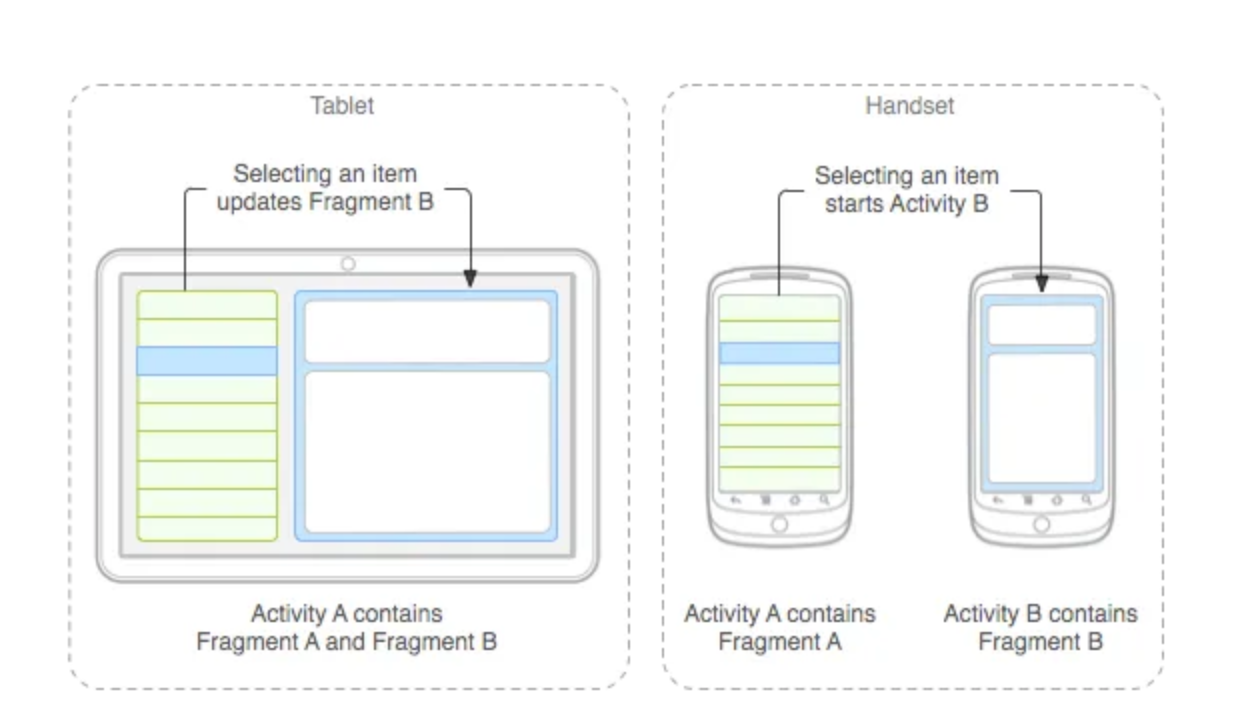 Tablet
Selecting an item
updates Fragment B
Activity A contains
Fragment A and Fragment B
Handset
Selecting an item
starts Activity B
Activity A contains
Fragment A
Activity B contains
Fragment B